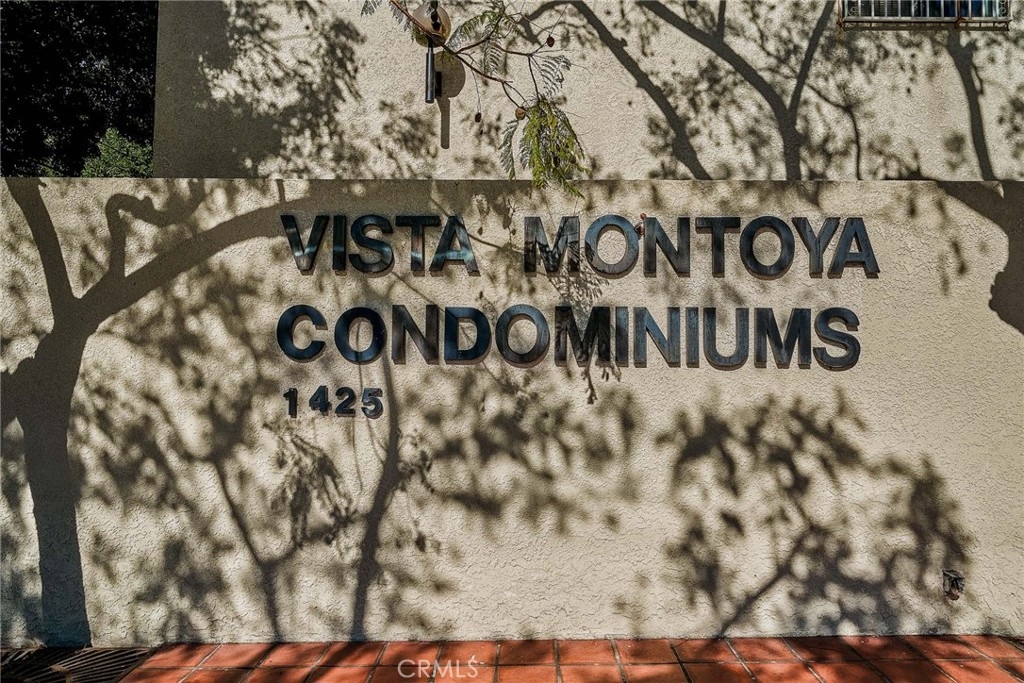 VISTA MONTOYA
CONDOMINIUMS
1425
© CRMLS